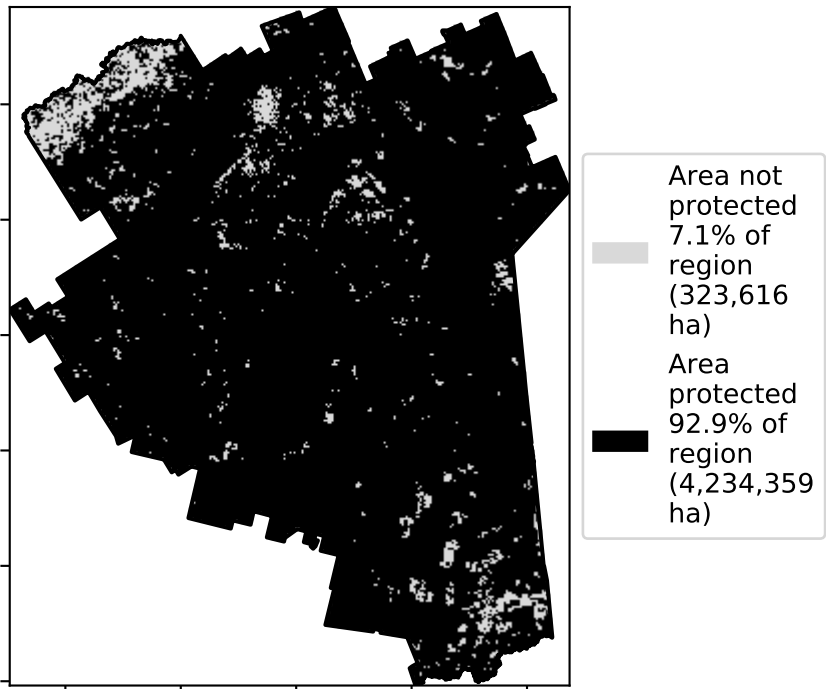 Area not
protected
7.1% of
region
(323,616
ha)
Area
protected
92.9% of
region
(4,234,359
ha)